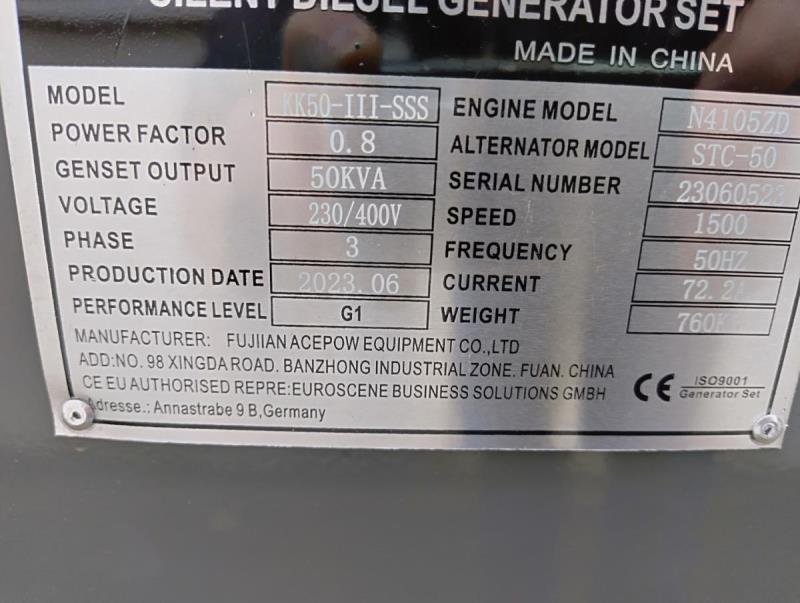 SILENT DIESEL GENERATOR SET
MADE IN CHINA
MODEL KK50-III-SSS ENGINE MODEL N4105ZD
POWER FACTOR 0.8 ALTERNATOR MODEL STC-50
GENSET OUTPUT 50KVA SERIAL NUMBER 23060523
VOLTAGE 230/400V SPEED 1500
PHASE 3 FREQUENCY 50HZ
PRODUCTION DATE 2023.06 CURRENT 72.2A
PERFORMANCE LEVEL G1 WEIGHT 760KG
MANUFACTURER: FUJIIAN ACEPOW EQUIPMENT CO.,LTD
ADD:NO. 98 XINGDA ROAD. BANZHONG INDUSTRIAL ZONE. FUAN. CHINA
CE EU AUTHORISED REPRE:EUROSCENE BUSINESS SOLUTIONS GMBH
Adresse.: Annastrabe 9 B,Germany
CE ISO9001
Generator Set